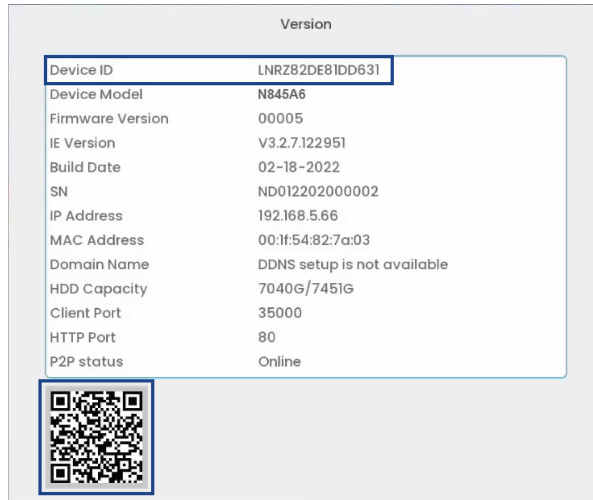 Version
Device ID LNRZ82DE81DD631
Device Model N845A6
Firmware Version 00005
IE Version V3.2.7.122951
Build Date 02-18-2022
SN ND012202000002
IP Address 192.168.5.66
MAC Address 00:1f:54:82:7a:03
Domain Name DDNS setup is not available
HDD Capacity 7040G/7451G
Client Port 35000
HTTP Port 80
P2P status Online